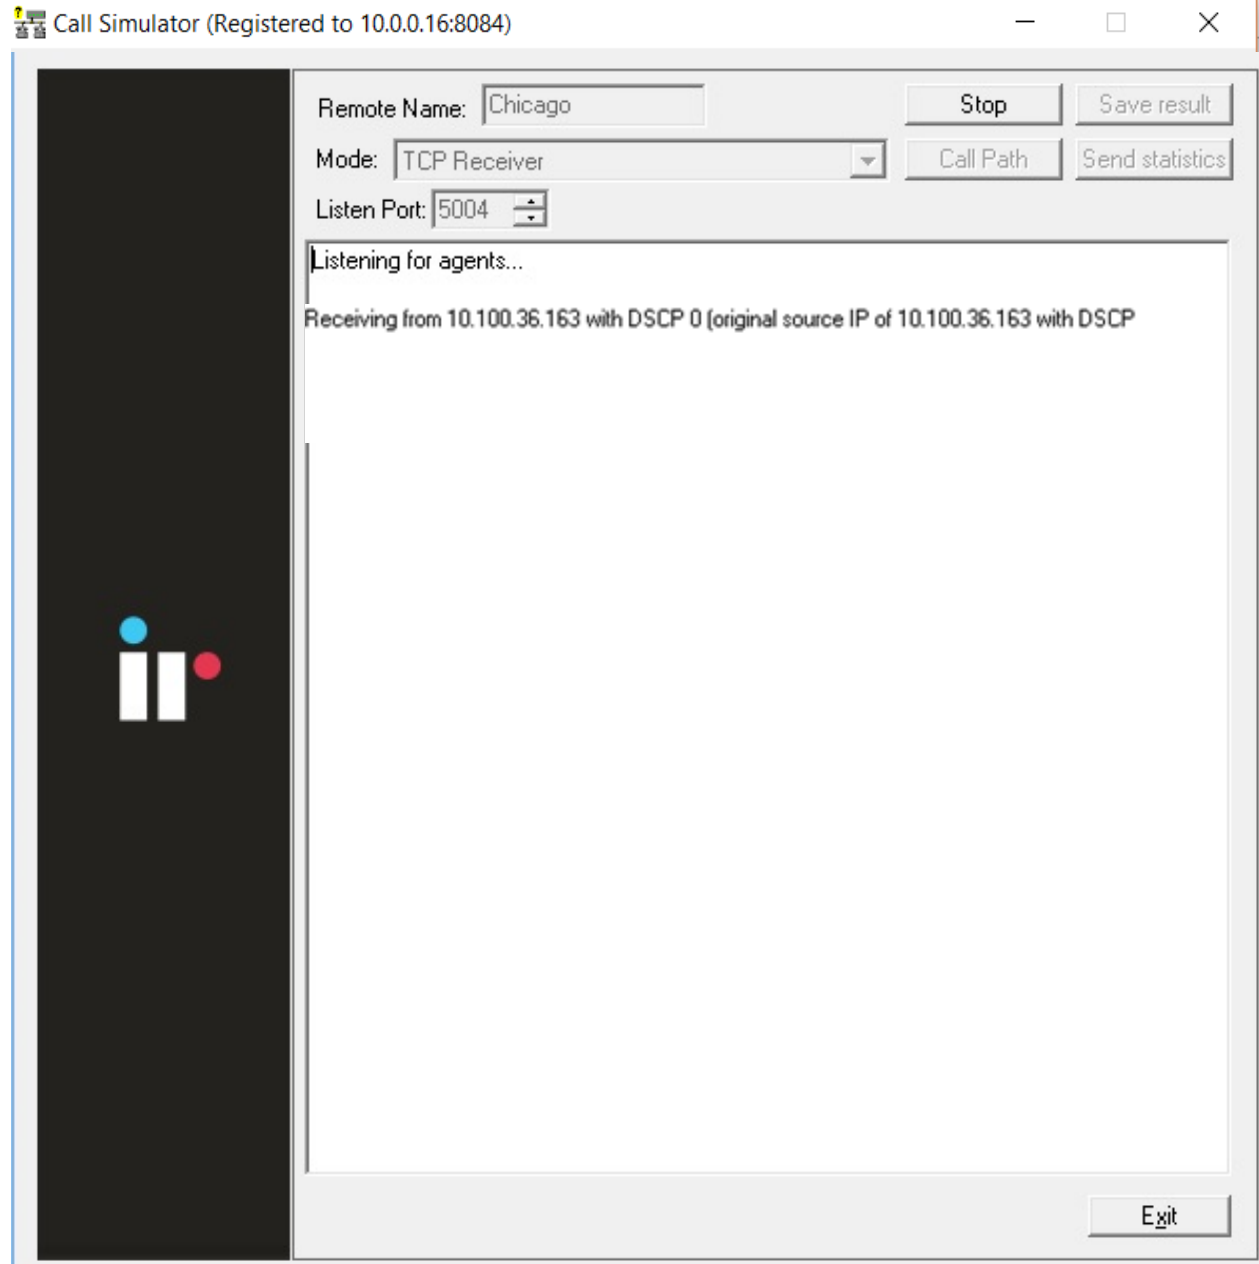 Call Simulator (Registered to 10.0.0.16:8084)
Remote Name: Chicago Stop Save result
Mode: TCP Receiver Call Path Send statistics
Listen Port: 5004
Listening for agents...
Receiving from 10.100.36.163 with DSCP 0 (original source IP of 10.100.36.163 with DSCP
ir
Exit